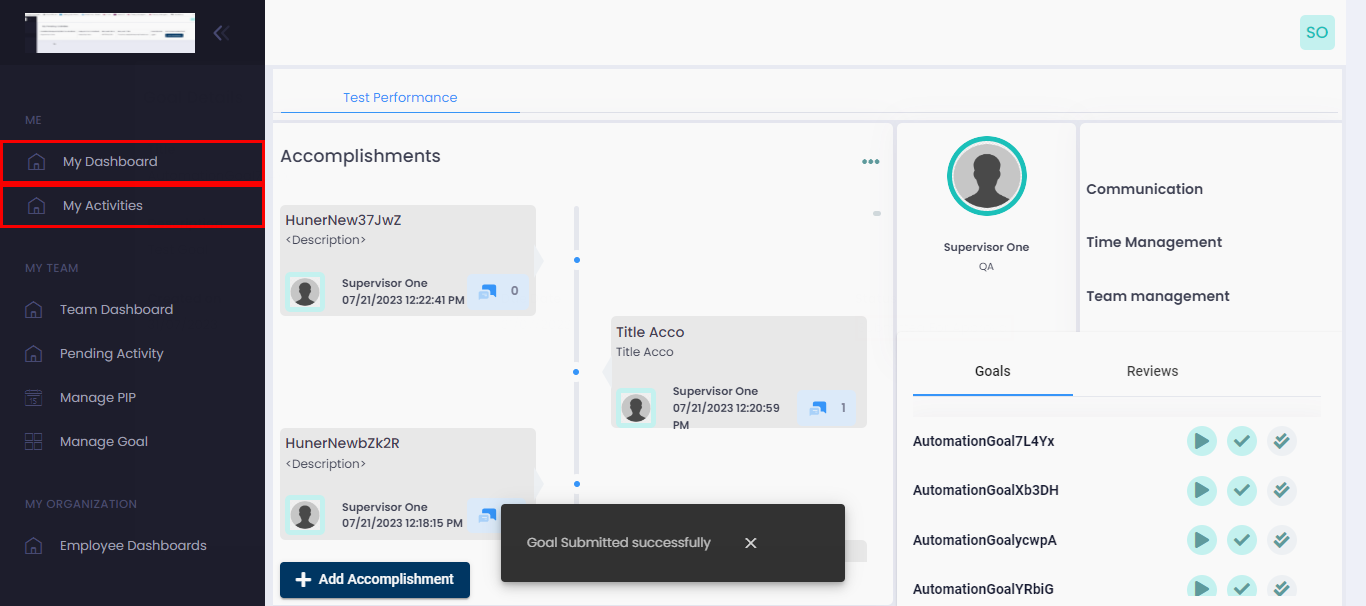 SO
ME
My Dashboard
My Activities
MY TEAM
Team Dashboard
Pending Activity
Manage PIP
Manage Goal
MY ORGANIZATION
Employee Dashboards
Test Performance
Accomplishments
HunerNew37JwZ
<Description>
Supervisor One
07/21/2023 12:22:41 PM
0
Title Acco
Title Acco
Supervisor One
07/21/2023 12:20:59
PM
1
HunerNewbZk2R
<Description>
Supervisor One
07/21/2023 12:18:15 PM
Add Accomplishment
Goal Submitted successfully
Supervisor One
QA
Communication
Time Management
Team management
Goals
Reviews
AutomationGoal7L4Yx
AutomationGoalXb3DH
AutomationGoalycwpA
AutomationGoalYRbiG